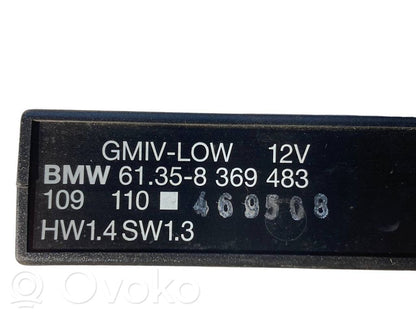 GMIV-LOW 12V
BMW 61.35-8 369 483
109 110 469508
HW1.4 SW1.3
OVOKO